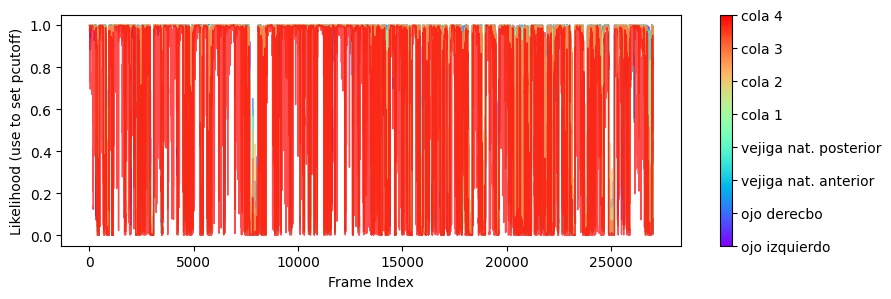 1.0
0.8
0.6
0.4
0.2
0.0
Likelihood (use to set pcutoff)
0
5000
10000
15000
20000
25000
Frame Index
cola 4
cola 3
cola 2
cola 1
vejiga nat. posterior
vejiga nat. anterior
ojo derecbo
ojo izquierdo